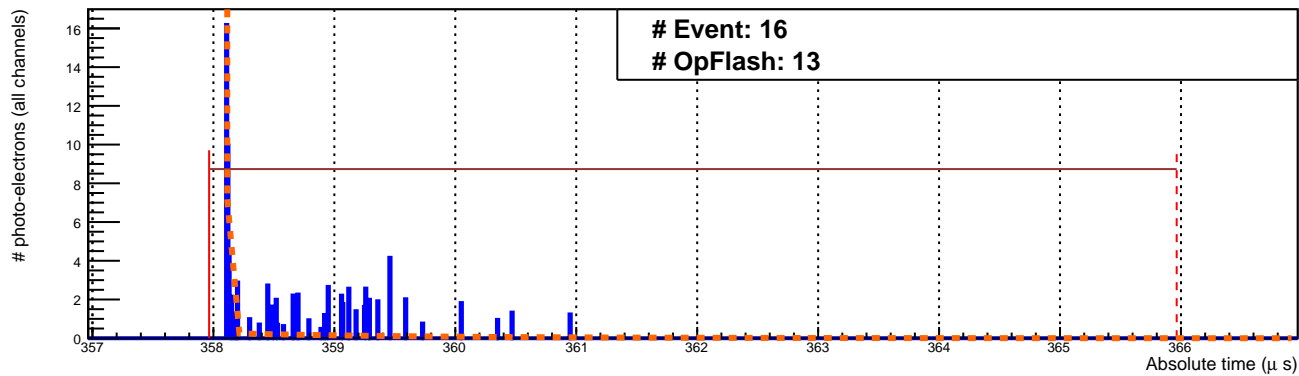 # Event: 16
# OpFlash: 13
# photo-electrons (all channels)
16
14
12
10
8
6
4
2
0
357 358 359 360 361 362 363 364 365 366
Absolute time (μ s)